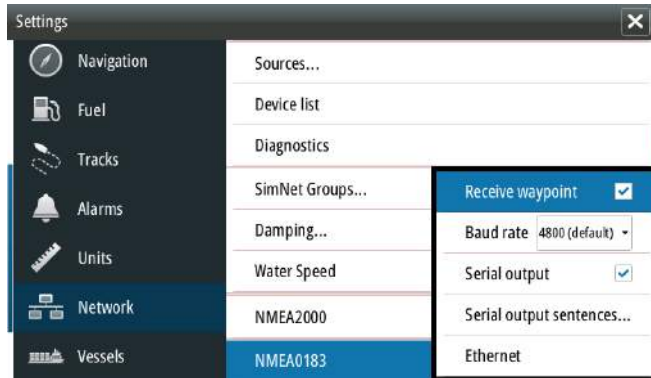 Settings
Navigation
Fuel
Tracks
Alarms
Units
Network
Vessels
Sources...
Device list
Diagnostics
SimNet Groups...
Damping...
Water Speed
NMEA2000
NMEA0183
Receive waypoint
Baud rate 4800 (default)
Serial output
Serial output sentences...
Ethernet